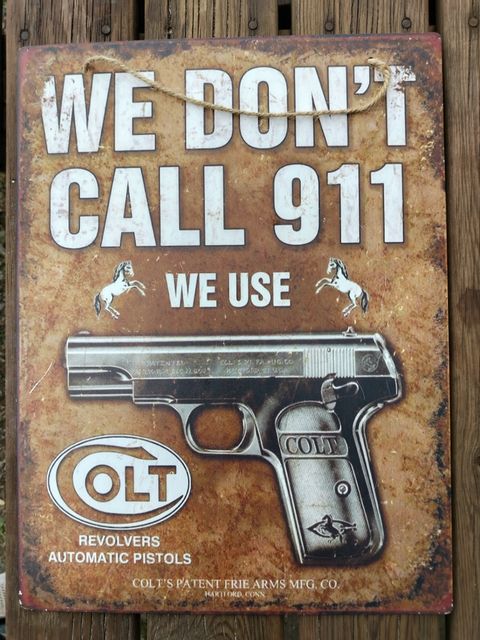 WE DON'T
CALL 911
WE USE
COLT
COLT
REVOLVERS
AUTOMATIC PISTOLS
COLT'S PATENT FRIE ARMS MFG. CO.
HARTFORD, CONN